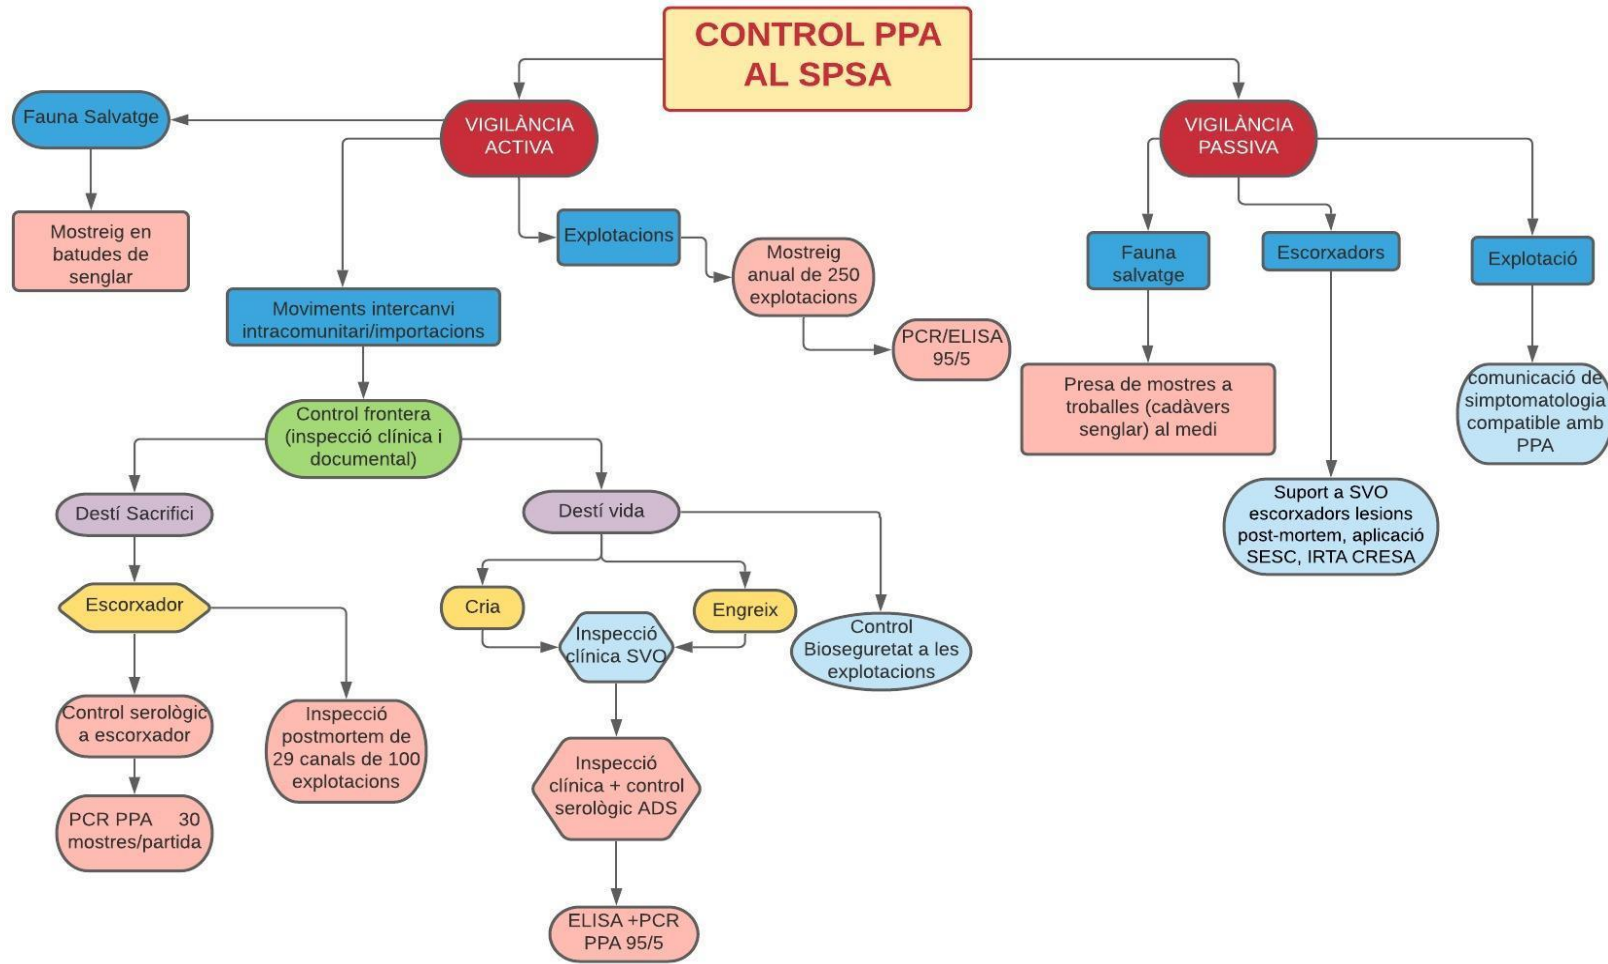 CONTROL PPA
AL SPSA
Fauna Salvatge
VIGILÀNCIA
ACTIVA
VIGILÀNCIA
PASSIVA
Mostreig en
batudes de
senglar
Explotacions
Mostreig
anual de 250
explotacions
Fauna
salvatge
Escorxadors
Explotació
Moviments intercanvi
intracomunitari/importacions
PCR/ELISA
95/5
Presa de mostres a
troballes (cadàvers
senglar) al medi
comunicació de
simptomatologia
compatible amb
PPA
Control frontera
(inspecció clínica i
documental)
Destí Sacrifici
Destí vida
Suport a SVO
escorxadors lesions
post-mortem, aplicació
SESC, IRTA CRESA
Escorxador
Cria
Engreix
Inspecció
clínica SVO
Control
Bioseguretat a les
explotacions
Control serològic
a escorxador
Inspecció
postmortem de
29 canals de 100
explotacions
Inspecció
clínica + control
serològic ADS
PCR PPA 30
mostres/partida
ELISA +PCR
PPA 95/5